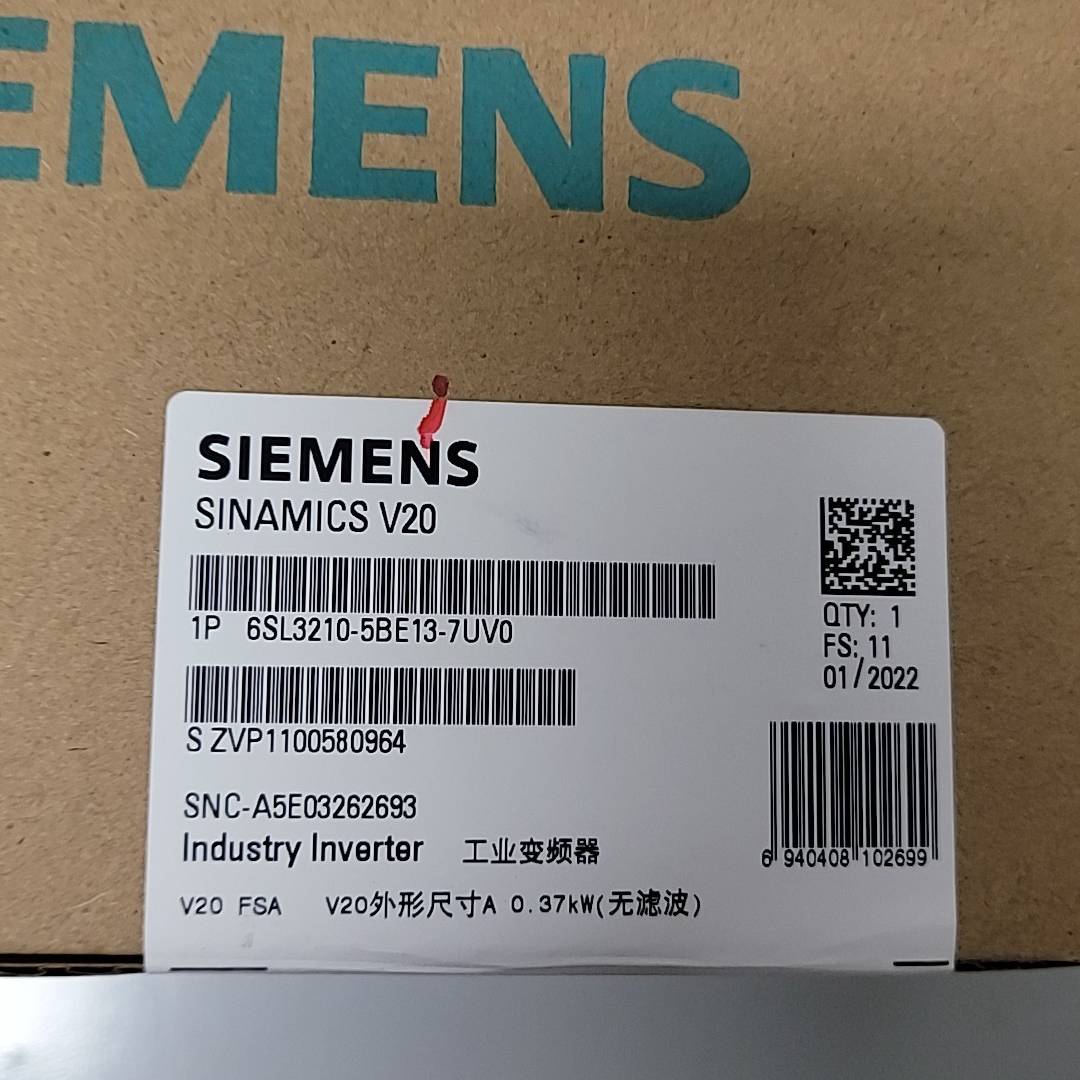 EMENS
SIEMENS
SINAMICS V20
1P 6SL3210-5BE13-7UV0
QTY: 1
FS: 11
01/2022
S ZVP1100580964
SNC-A5E03262693
Industry Inverter 工业变频器
6 940408 102699
V20 FSA V20外形尺寸A 0.37kW(无滤波)